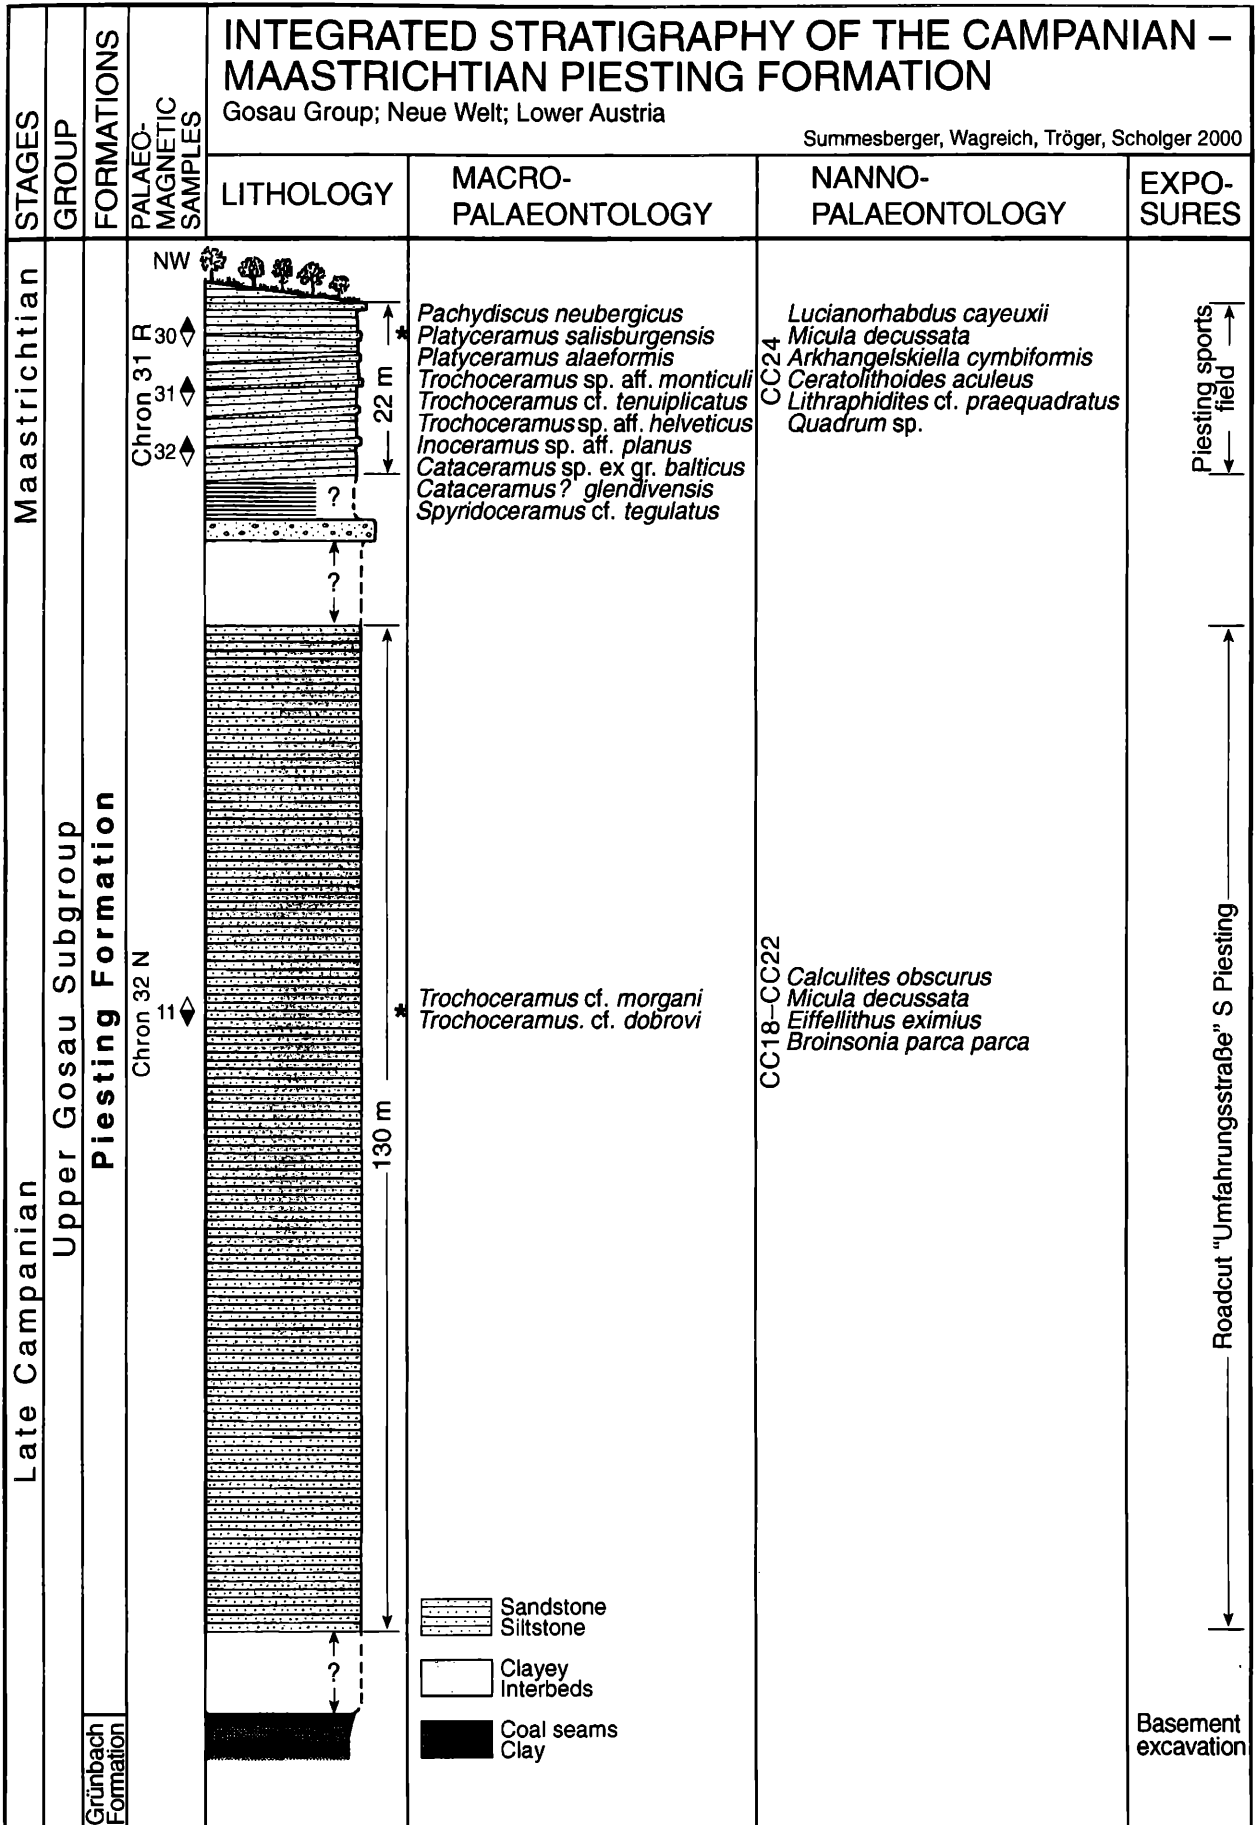 INTEGRATED STRATIGRAPHY OF THE CAMPANIAN –
MAASTRICHTIAN PIESTING FORMATION
Gosau Group; Neue Welt; Lower Austria
Summesberger, Wagreich, Tröger, Scholger 2000
STAGES
GROUP
FORMATIONS
PALAEO-
MAGNETIC
SAMPLES
LITHOLOGY
MACRO-
PALAEONTOLOGY
NANNO-
PALAEONTOLOGY
EXPO-
SURES
Maastrichtian
Late Campanian
Upper Gosau Subgroup
Piesting Formation
Grünbach
Formation
Chron 31 R
30
31
32
Chron 32 N
11
NW
22 m
?
?
130 m
?
*
Pachydiscus neubergicus
Platyceramus salisburgensis
Platyceramus alaeformis
Trochoceramus sp. aff. monticuli
Trochoceramus cf. tenuiplicatus
Trochoceramus sp. aff. helveticus
Inoceramus sp. aff. planus
Cataceramus sp. ex gr. balticus
Cataceramus? glendivensis
Spyridoceramus cf. tegulatus
*
Trochoceramus cf. morgani
Trochoceramus. cf. dobrovi
CC24
Lucianorhabdus cayeuxii
Micula decussata
Arkhangelskiella cymbiformis
Ceratolithoides aculeus
Lithraphidites cf. praequadratus
Quadrum sp.
CC18–CC22
Calculites obscurus
Micula decussata
Eiffellithus eximius
Broinsonia parca parca
Piesting sports
field
Roadcut "Umfahrungsstraße" S Piesting
Basement
excavation
Sandstone
Siltstone
Clayey
Interbeds
Coal seams
Clay